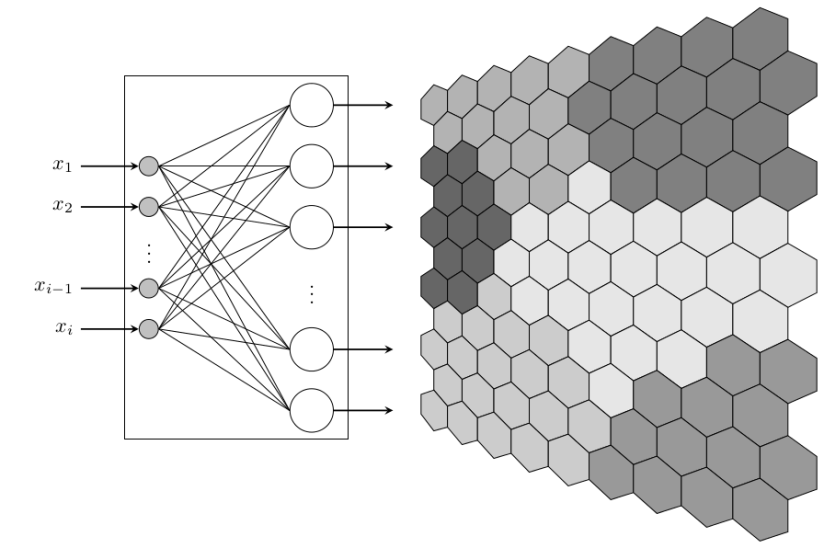 x₁
x₂
⋮
xᵢ₋₁
xᵢ
⋮